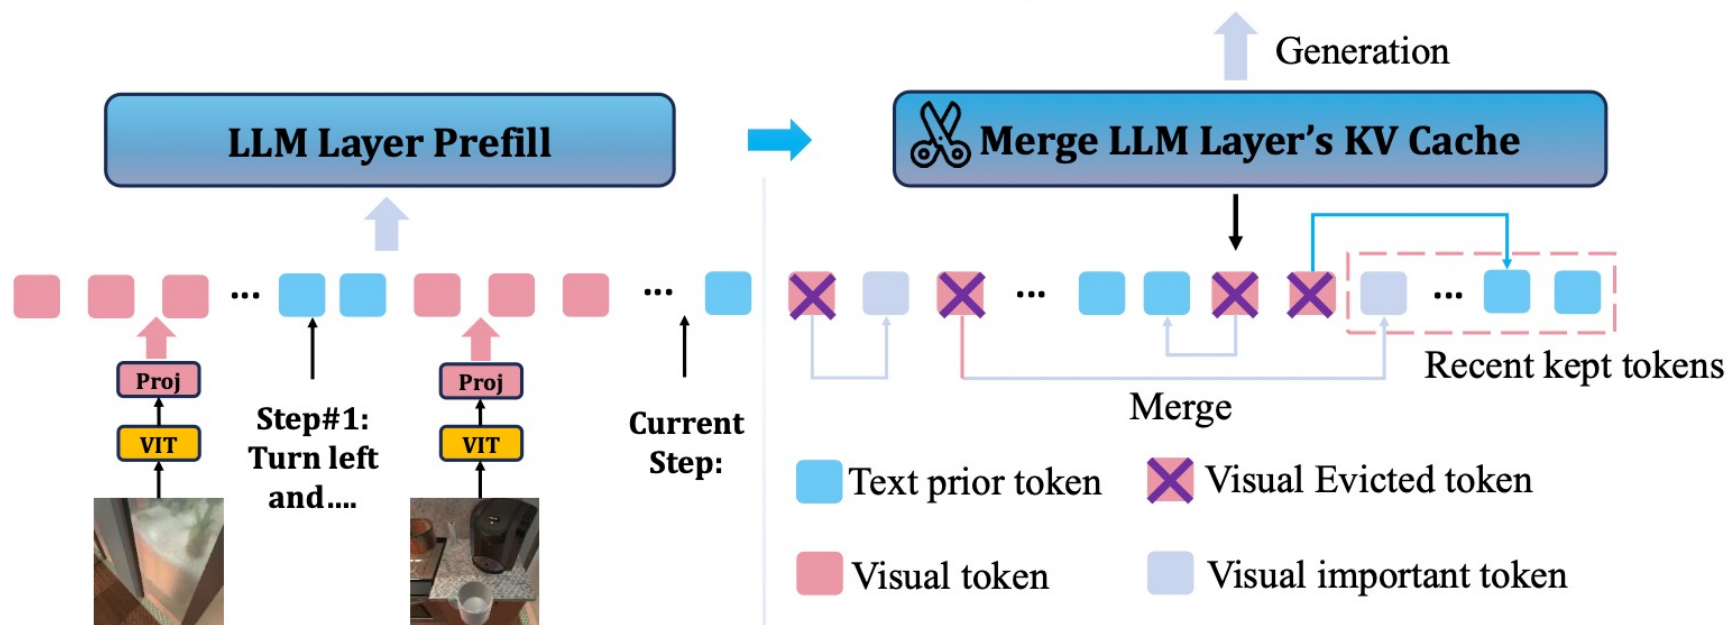 Generation
LLM Layer Prefill
Merge LLM Layer's KV Cache
...
...
...
...
Recent kept tokens
Proj
Proj
Merge
Step#1:
Turn left
and....
Current
Step:
VIT
VIT
Text prior token
Visual Evicted token
Visual token
Visual important token